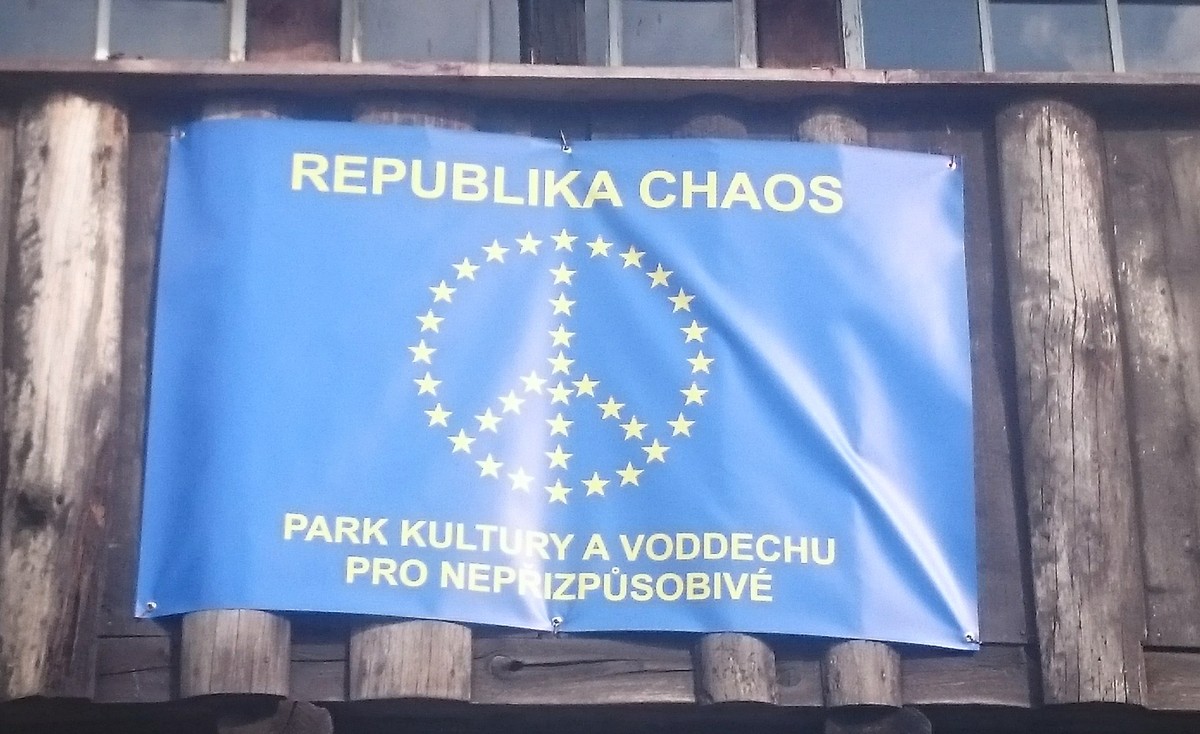 REPUBLIKA CHAOS
PARK KULTURY A VODDECHU
PRO NEPŘIZPŮSOBIVÉ